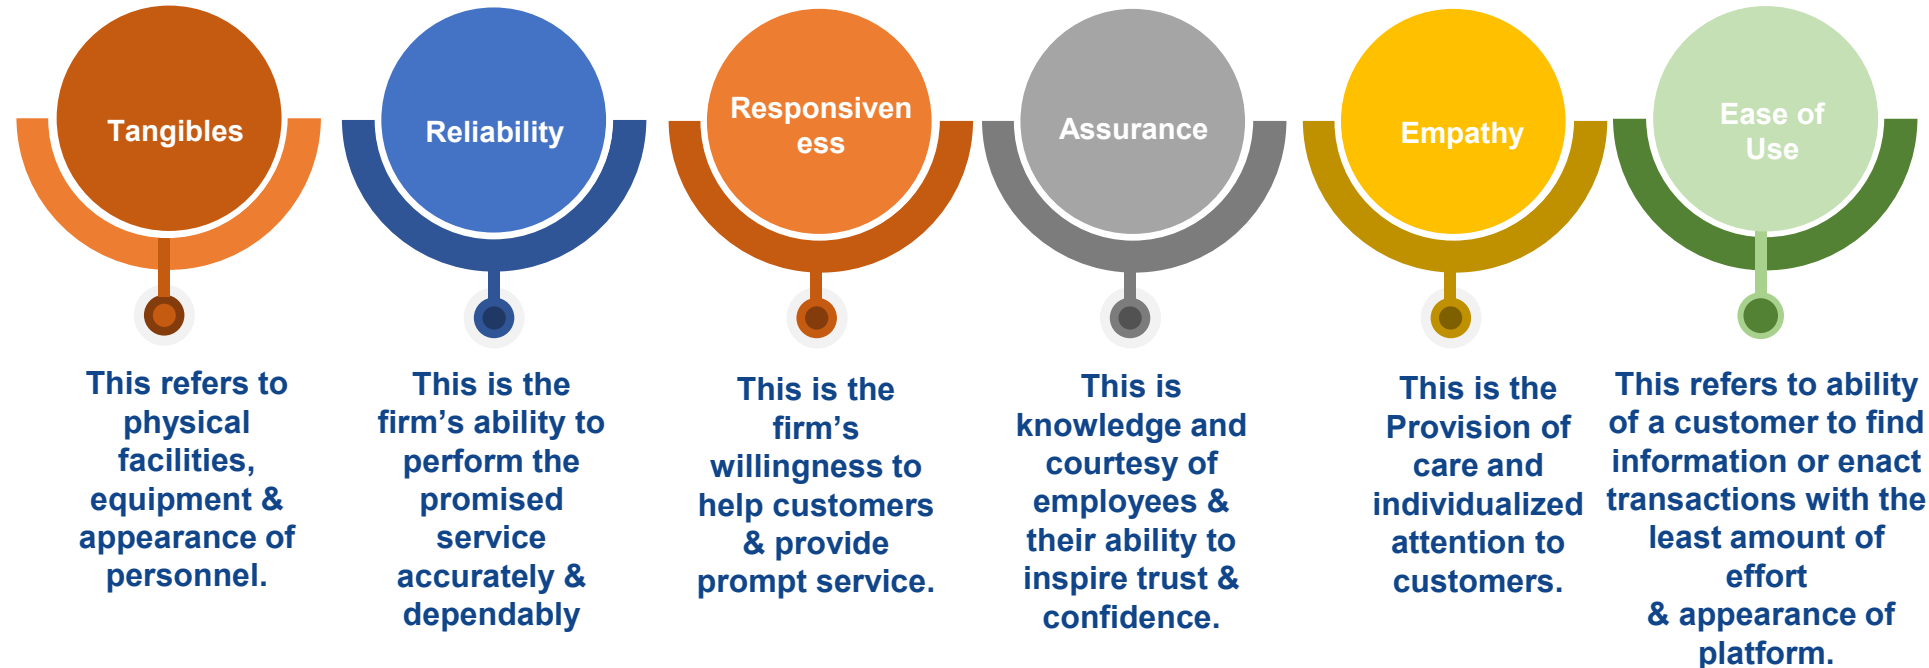 Tangibles
This refers to
physical
facilities,
equipment &
appearance of
personnel.
Reliability
This is the
firm’s ability to
perform the
promised
service
accurately &
dependably
Responsiven
ess
This is the
firm’s
willingness to
help customers
& provide
prompt service.
Assurance
This is
knowledge and
courtesy of
employees &
their ability to
inspire trust &
confidence.
Empathy
This is the
Provision of
care and
individualized
attention to
customers.
Ease of
Use
This refers to ability
of a customer to find
information or enact
transactions with the
least amount of
effort
& appearance of
platform.